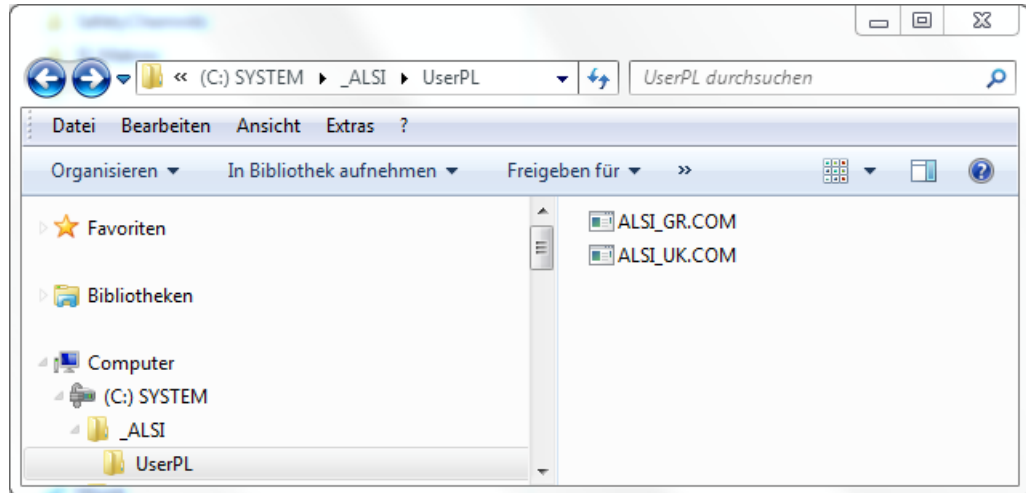 « (C:) SYSTEM ▸ _ALSI ▸ UserPL
UserPL durchsuchen
Datei Bearbeiten Ansicht Extras ?
Organisieren ▾ In Bibliothek aufnehmen ▾ Freigeben für ▾ »
Favoriten
Bibliotheken
Computer
(C:) SYSTEM
_ALSI
UserPL
ALSI_GR.COM
ALSI_UK.COM